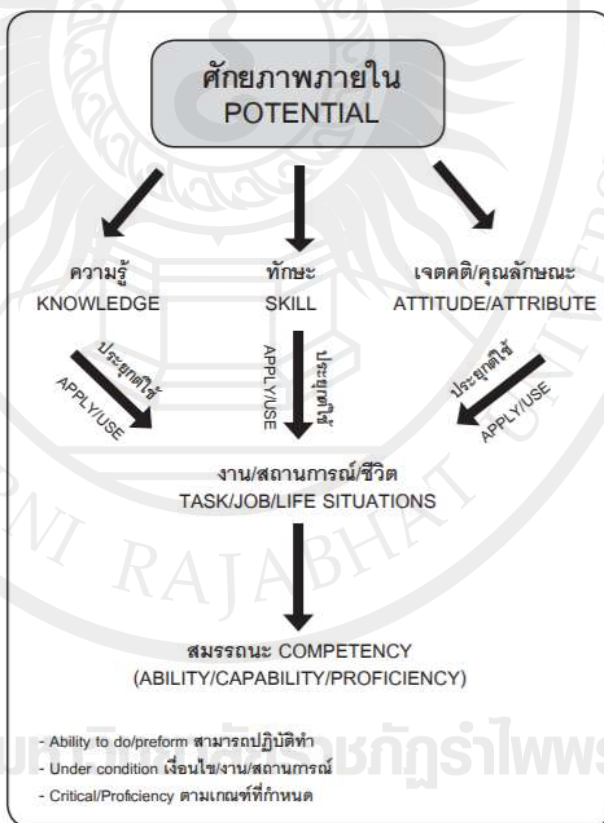 ศักยภาพภายใน
POTENTIAL
ความรู้
KNOWLEDGE
ทักษะ
SKILL
เจตคติ/คุณลักษณะ
ATTITUDE/ATTRIBUTE
ประยุกต์ใช้
APPLY/USE
ประยุกต์ใช้
APPLY/USE
ประยุกต์ใช้
APPLY/USE
งาน/สถานการณ์/ชีวิต
TASK/JOB/LIFE SITUATIONS
สมรรถนะ COMPETENCY
(ABILITY/CAPABILITY/PROFICIENCY)
- Ability to do/preform สามารถปฏิบัติทำ
- Under condition เงื่อนไข/งาน/สถานการณ์
- Critical/Proficiency ตามเกณฑ์ที่กำหนด
RAJABHAT